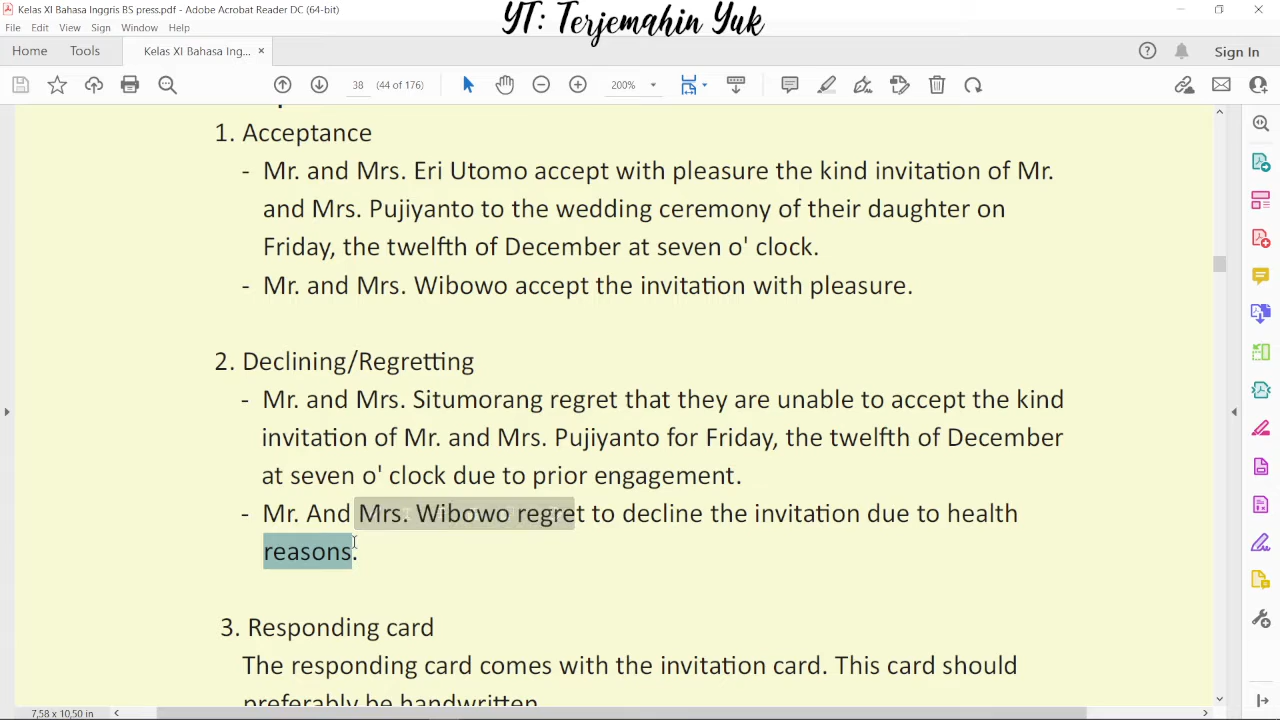 Kelas XI Bahasa Inggris BS press.pdf - Adobe Acrobat Reader DC (64-bit)
YT: Terjemahin Yuk
File Edit View Sign Window Help
Home Tools Kelas XI Bahasa Ing... × Sign In
38 (44 of 176) 200%
1. Acceptance
- Mr. and Mrs. Eri Utomo accept with pleasure the kind invitation of Mr.
and Mrs. Pujiyanto to the wedding ceremony of their daughter on
Friday, the twelfth of December at seven o' clock.
- Mr. and Mrs. Wibowo accept the invitation with pleasure.
2. Declining/Regretting
- Mr. and Mrs. Situmorang regret that they are unable to accept the kind
invitation of Mr. and Mrs. Pujiyanto for Friday, the twelfth of December
at seven o' clock due to prior engagement.
- Mr. And Mrs. Wibowo regret to decline the invitation due to health
reasons.
3. Responding card
The responding card comes with the invitation card. This card should
preferably be handwritten.
7,58 x 10,50 in